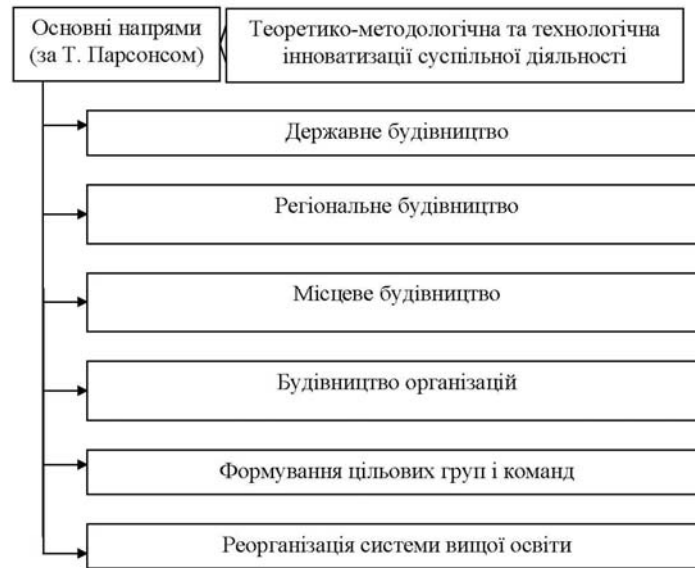 Основні напрями
(за Т. Парсонсом)
Теоретико-методологічна та технологічна
інноватизації суспільної діяльності
Державне будівництво
Регіональне будівництво
Місцеве будівництво
Будівництво організацій
Формування цільових груп і команд
Реорганізація системи вищої освіти